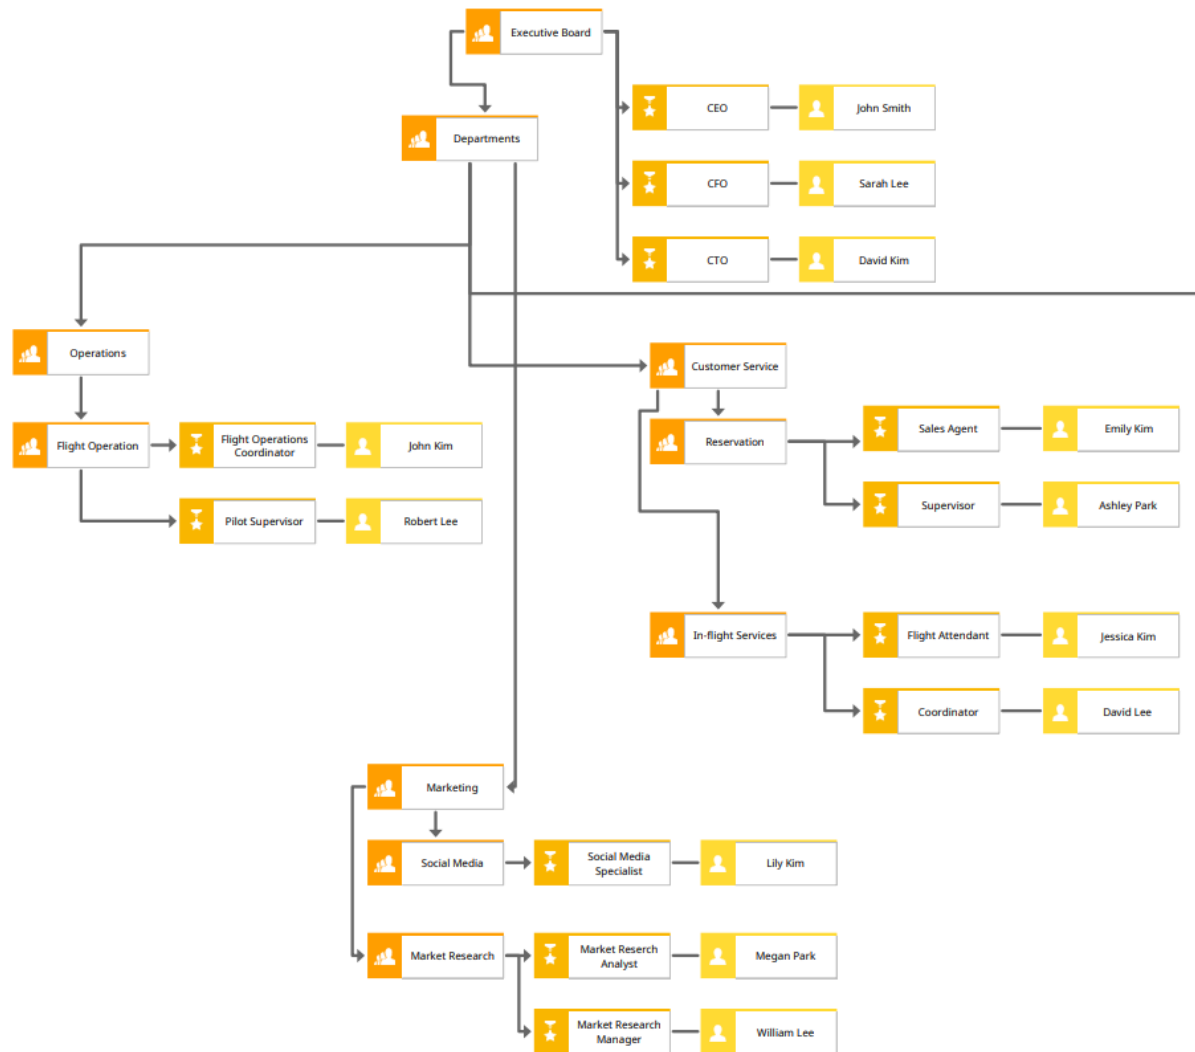 Executive Board
CEO
John Smith
Departments
CFO
Sarah Lee
CTO
David Kim
Operations
Customer Service
Flight Operation
Flight Operations
Coordinator
John Kim
Reservation
Sales Agent
Emily Kim
Pilot Supervisor
Robert Lee
Supervisor
Ashley Park
In-flight Services
Flight Attendant
Jessica Kim
Coordinator
David Lee
Marketing
Social Media
Social Media
Specialist
Lily Kim
Market Research
Market Reserch
Analyst
Megan Park
Market Research
Manager
William Lee